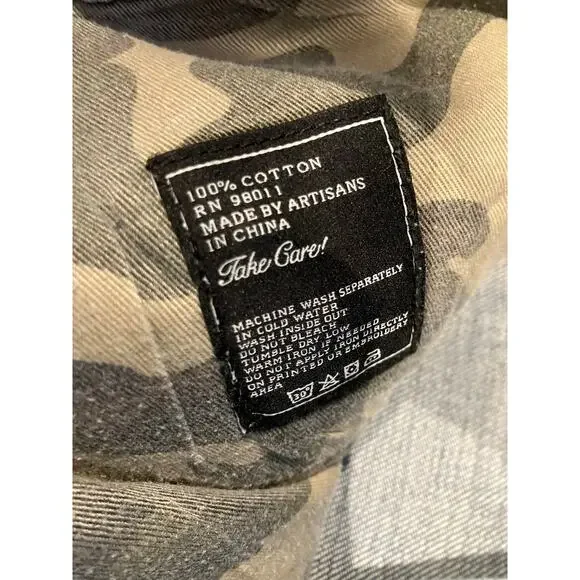 100% COTTON
RN 98011
MADE BY ARTISANS
IN CHINA
Take Care!
MACHINE WASH SEPARATELY
IN COLD WATER
WASH INSIDE OUT
DO NOT BLEACH
TUMBLE DRY LOW
WARM IRON IS NEEDED
DO NOT APPLY IRON DIRECTLY
ON PRINTED OR EMBROIDERY
AREA
30°